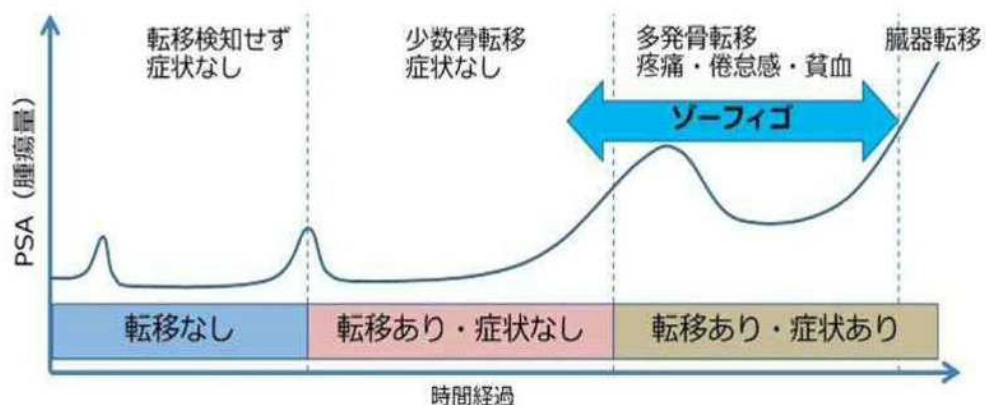 転移検知せず
症状なし
少数骨転移
症状なし
多発骨転移
疼痛・倦怠感・貧血
臓器転移
ゾーフィゴ
PSA（腫瘍量）
転移なし
転移あり・症状なし
転移あり・症状あり
時間経過